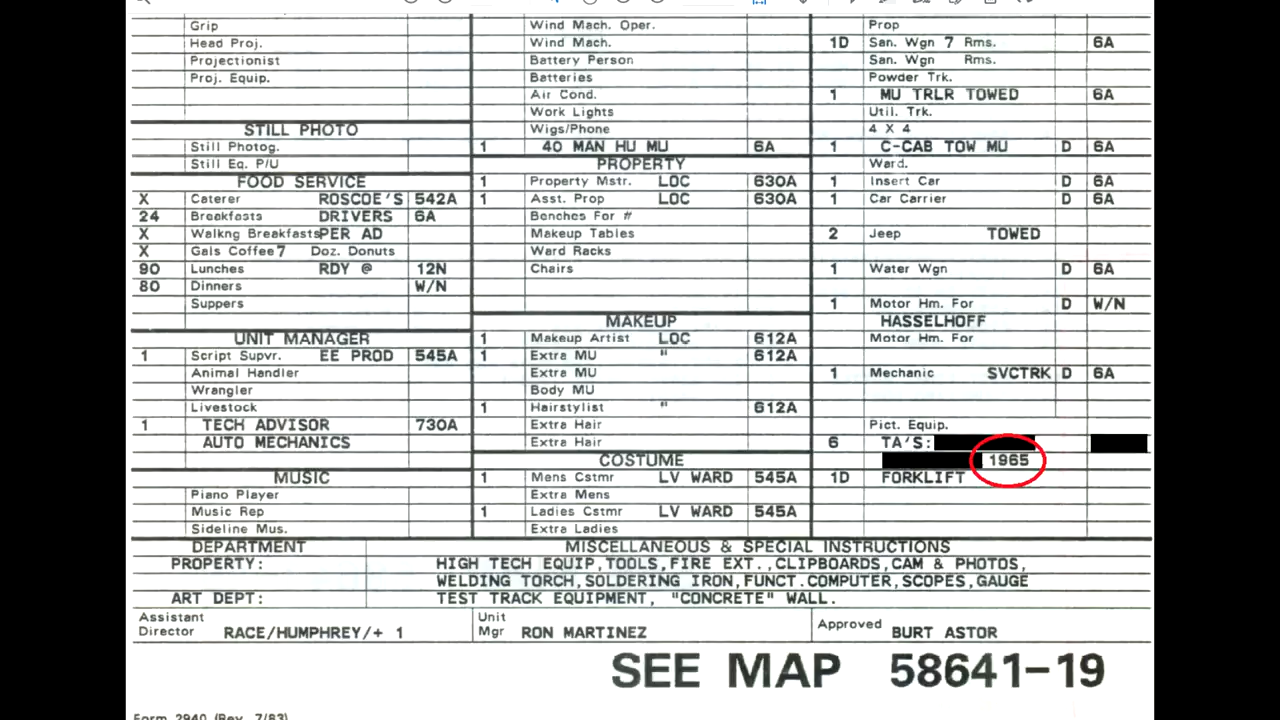 Grip
Head Proj.
Projectionist
Proj. Equip.
STILL PHOTO
Still Photog.
Still Eq. P/U
FOOD SERVICE
X Caterer ROSCOE'S 542A
24 Breakfasts DRIVERS 6A
X Walkng Breakfasts PER AD
X Gals Coffee 7 Doz. Donuts
90 Lunches RDY @ 12N
80 Dinners W/N
Suppers
UNIT MANAGER
1 Script Supvr. EE PROD 545A
Animal Handler
Wrangler
Livestock
1 TECH ADVISOR 730A
AUTO MECHANICS
MUSIC
Piano Player
Music Rep
Sideline Mus.
Wind Mach. Oper.
Wind Mach.
Battery Person
Batteries
Air Cond.
Work Lights
Wigs/Phone
1 40 MAN HU MU 6A
PROPERTY
1 Property Mstr. LOC 630A
1 Asst. Prop LOC 630A
Benches For #
Makeup Tables
Ward Racks
Chairs
MAKEUP
1 Makeup Artist LOC 612A
1 Extra MU " 612A
Extra MU
Body MU
1 Hairstylist " 612A
Extra Hair
Extra Hair
COSTUME
1 Mens Cstmr LV WARD 545A
Extra Mens
1 Ladies Cstmr LV WARD 545A
Extra Ladies
Prop
1D San. Wgn 7 Rms. 6A
San. Wgn Rms.
Powder Trk.
1 MU TRLR TOWED 6A
Util. Trk.
4 X 4
1 C-CAB TOW MU D 6A
Ward.
1 Insert Car D 6A
1 Car Carrier D 6A
2 Jeep TOWED
1 Water Wgn D 6A
1 Motor Hm. For D W/N
HASSELHOFF
Motor Hm. For
1 Mechanic SVCTRK D 6A
Pict. Equip.
6 TA'S:
1965
1D FORKLIFT
DEPARTMENT MISCELLANEOUS & SPECIAL INSTRUCTIONS
PROPERTY: HIGH TECH EQUIP,TOOLS,FIRE EXT.,CLIPBOARDS,CAM & PHOTOS,
WELDING TORCH,SOLDERING IRON,FUNCT.COMPUTER,SCOPES,GAUGE
ART DEPT: TEST TRACK EQUIPMENT, "CONCRETE" WALL.
Assistant Director RACE/HUMPHREY/+ 1
Unit Mgr RON MARTINEZ
Approved BURT ASTOR
SEE MAP 58641-19
Form 2940 (Rev. 7/83)